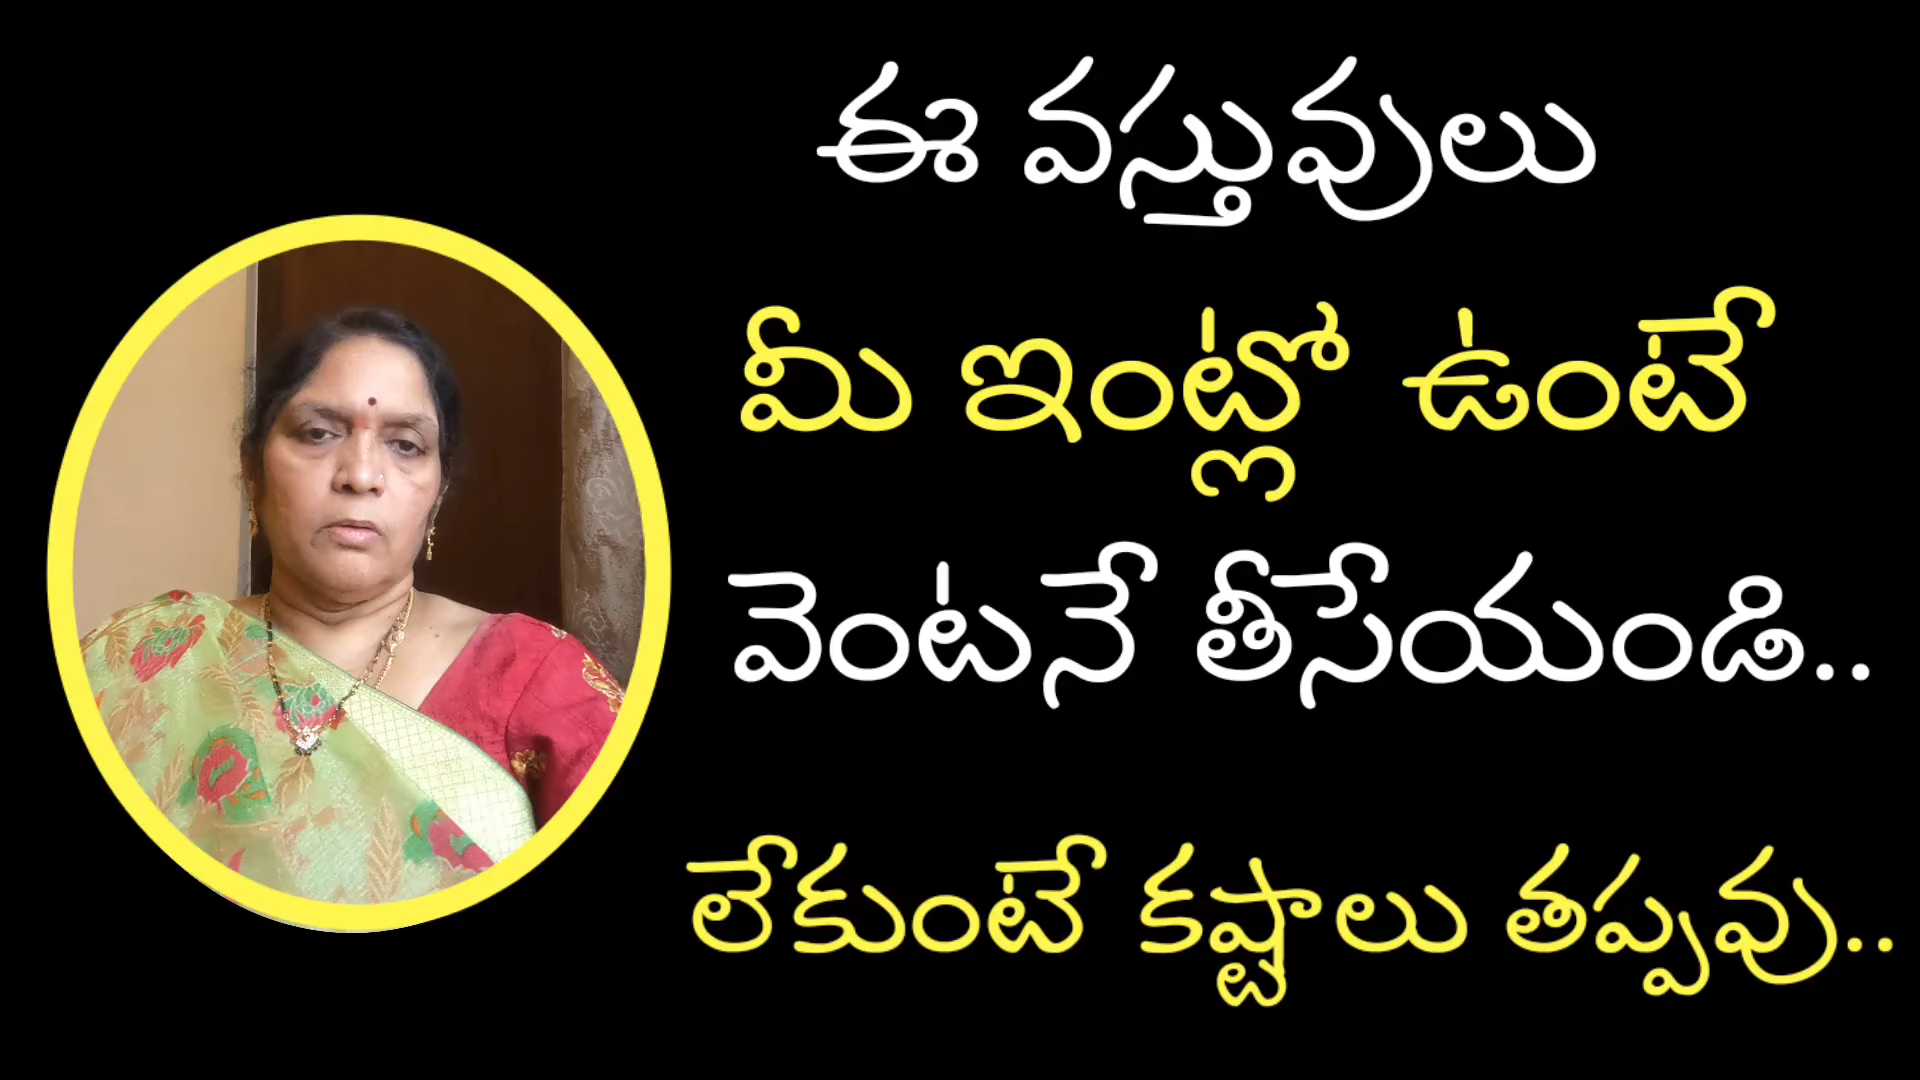 ఈ వస్తువులు
మీ ఇంట్లో ఉంటే
వెంటనే తీసేయండి..
లేకుంటే కష్టాలు తప్పవు..